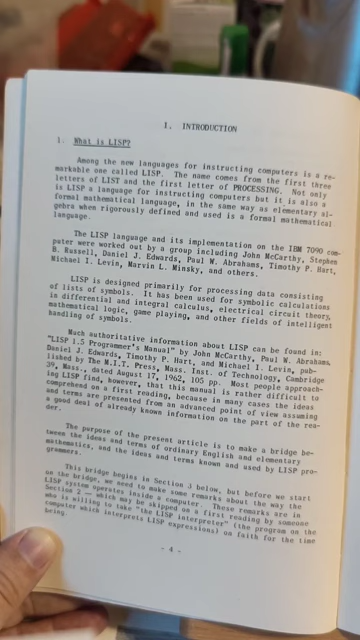 I. INTRODUCTION
1. What is LISP?
Among the new languages for instructing computers is a re-
markable one called LISP. The name comes from the first three
letters of LIST and the first letter of PROCESSING. Not only
is LISP a language for instructing computers but it is also a
formal mathematical language, in the same way as elementary al-
gebra when rigorously defined and used is a formal mathematical
language.
The LISP language and its implementation on the IBM 7090 com-
puter were worked out by a group including John McCarthy, Stephen
B. Russell, Daniel J. Edwards, Paul W. Abrahams, Timothy P. Hart,
Michael I. Levin, Marvin L. Minsky, and others.
LISP is designed primarily for processing data consisting
of lists of symbols. It has been used for symbolic calculations
in differential and integral calculus, electrical circuit theory,
mathematical logic, game playing, and other fields of intelligent
handling of symbols.
Much authoritative information about LISP can be found in:
"LISP 1.5 Programmer's Manual" by John McCarthy, Paul W. Abrahams,
Daniel J. Edwards, Timothy P. Hart, and Michael I. Levin, pub-
lished by The M.I.T. Press, Mass. Inst. of Technology, Cambridge
39, Mass., dated August 17, 1962, 105 pp. Most people approach-
ing LISP find, however, that this manual is rather difficult to
comprehend on a first reading, because in many cases the ideas
and terms are presented from an advanced point of view assuming
a good deal of already known information on the part of the rea-
der.
The purpose of the present article is to make a bridge be-
tween the ideas and terms of ordinary English and elementary
mathematics, and the ideas and terms known and used by LISP pro-
grammers.
This bridge begins in Section 3 below, but before we start
on the bridge, we need to make some remarks about the way the
LISP system operates inside a computer. These remarks are in
Section 2 — which may be skipped on a first reading by someone
who is willing to take "the LISP interpreter" (the program on the
computer which interprets LISP expressions) on faith for the time
being.
- 4 -